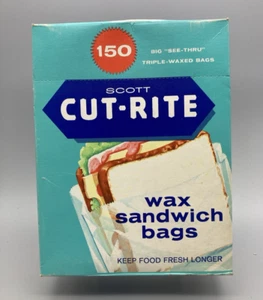 150
BIG "SEE-THRU"
TRIPLE-WAXED BAGS
SCOTT
CUT-RITE
wax
sandwich
bags
KEEP FOOD FRESH LONGER